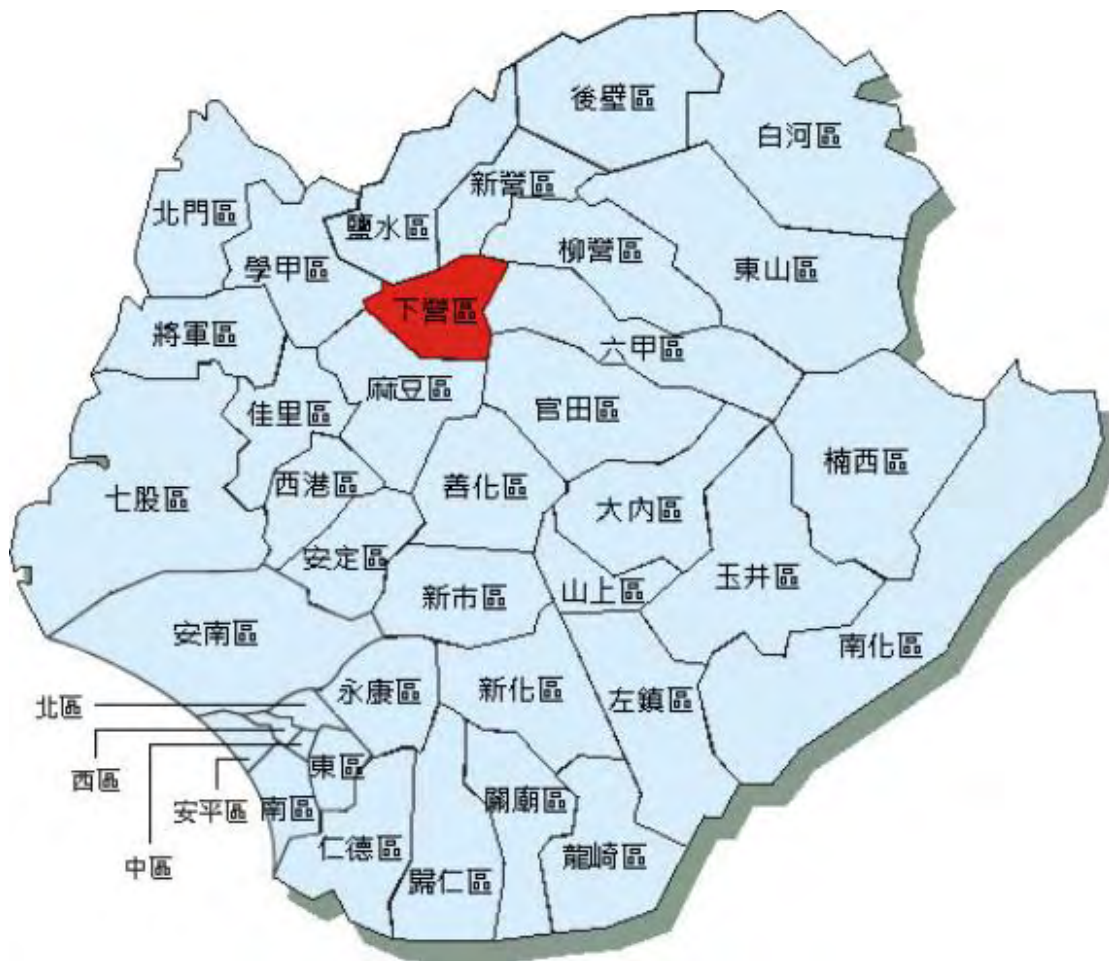 後壁區
白河區
新營區
北門區
鹽水區
柳營區
學甲區
東山區
下營區
將軍區
六甲區
麻豆區
佳里區
官田區
楠西區
七股區
西港區
善化區
大內區
安定區
新市區
山上區
玉井區
安南區
南化區
永康區
新化區
左鎮區
北區
東區
西區
安平區
南區
關廟區
中區
仁德區
歸仁區
龍崎區